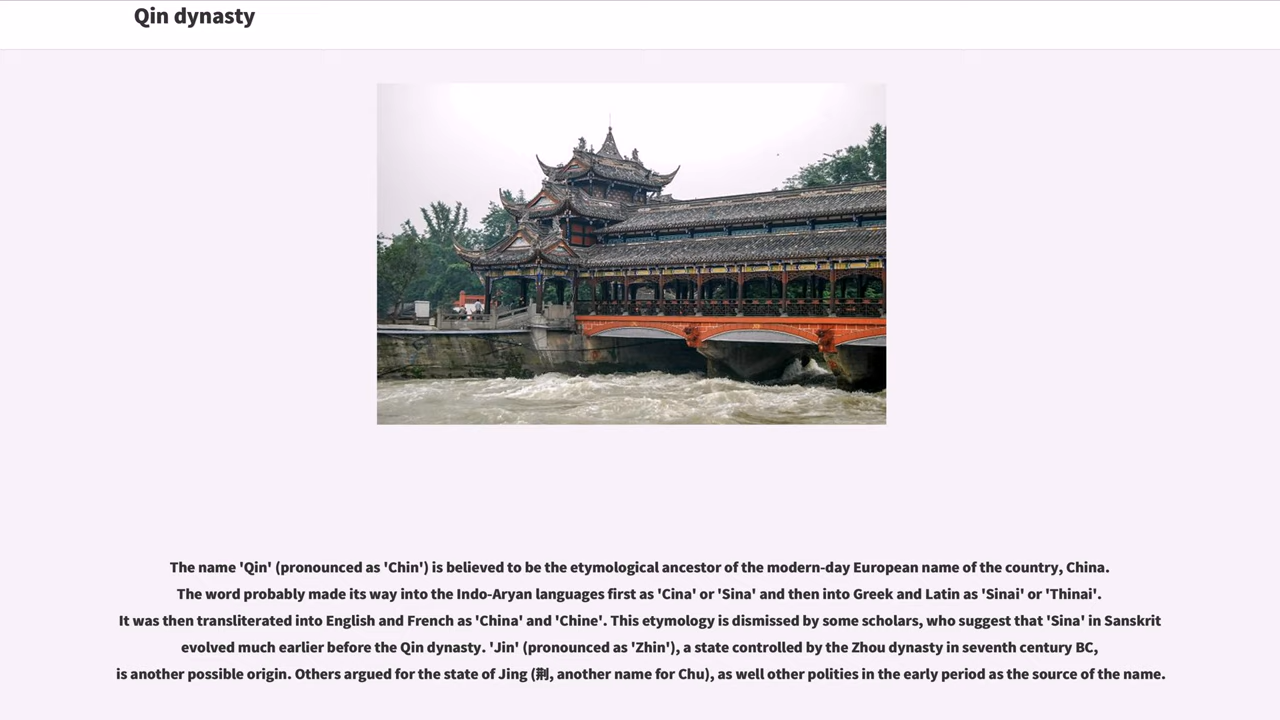 Qin dynasty
The name 'Qin' (pronounced as 'Chin') is believed to be the etymological ancestor of the modern-day European name of the country, China.
The word probably made its way into the Indo-Aryan languages first as 'Cina' or 'Sina' and then into Greek and Latin as 'Sinai' or 'Thinai'.
It was then transliterated into English and French as 'China' and 'Chine'. This etymology is dismissed by some scholars, who suggest that 'Sina' in Sanskrit
evolved much earlier before the Qin dynasty. 'Jin' (pronounced as 'Zhin'), a state controlled by the Zhou dynasty in seventh century BC,
is another possible origin. Others argued for the state of Jing (荆, another name for Chu), as well other polities in the early period as the source of the name.